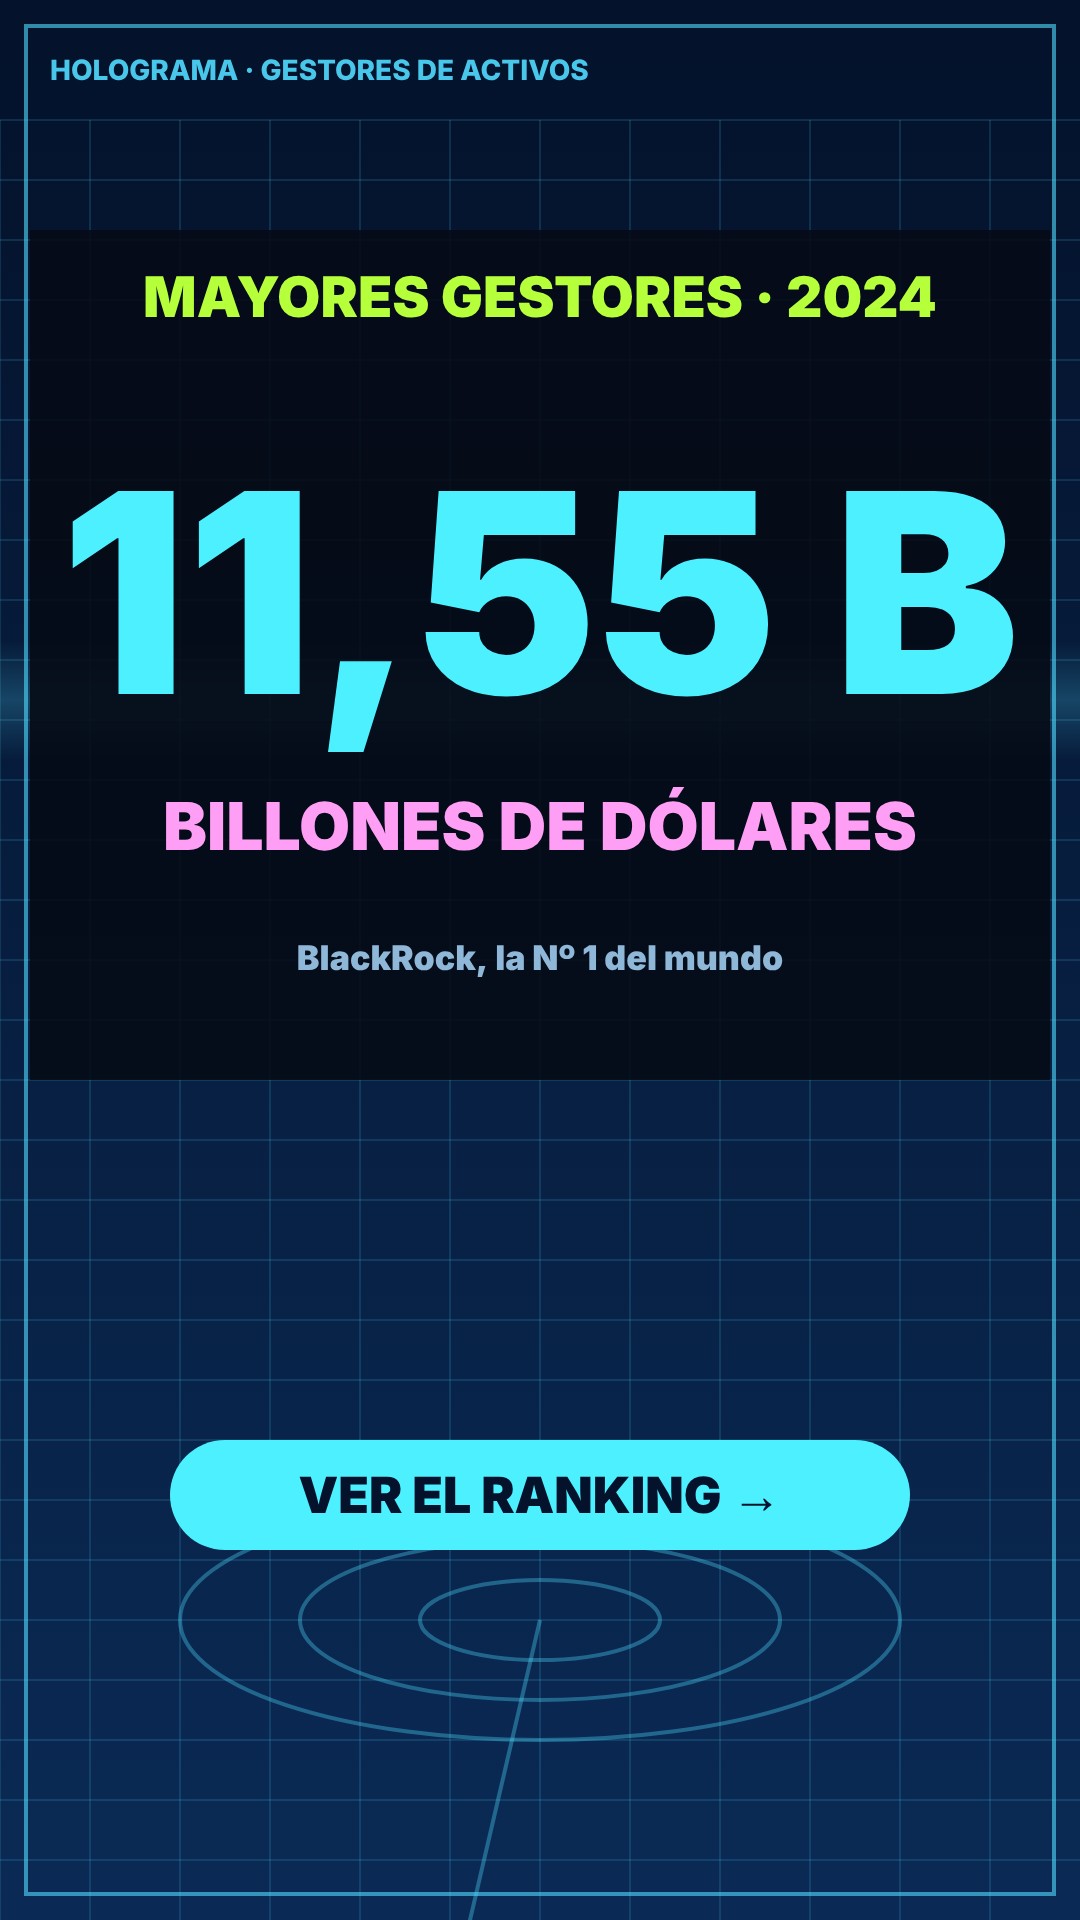 HOLOGRAMA · GESTORES DE ACTIVOS
MAYORES GESTORES · 2024
11,55 B
BILLONES DE DÓLARES
BlackRock, la Nº 1 del mundo
VER EL RANKING →